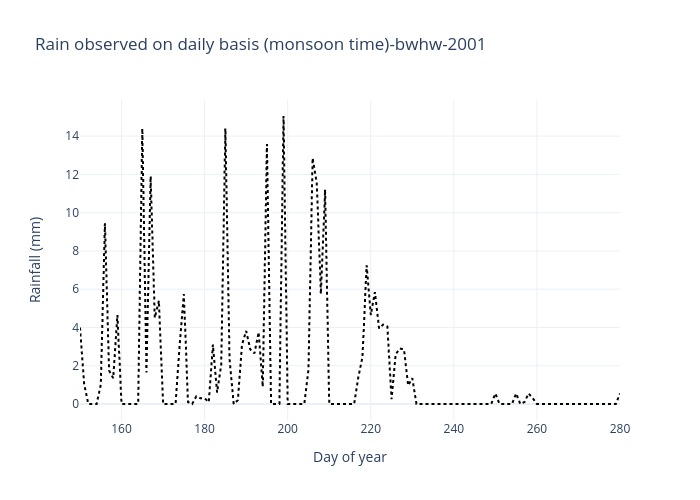 Rain observed on daily basis (monsoon time)-bwhw-2001
14
12
10
8
6
4
2
0
Rainfall (mm)
160 180 200 220 240 260 280
Day of year